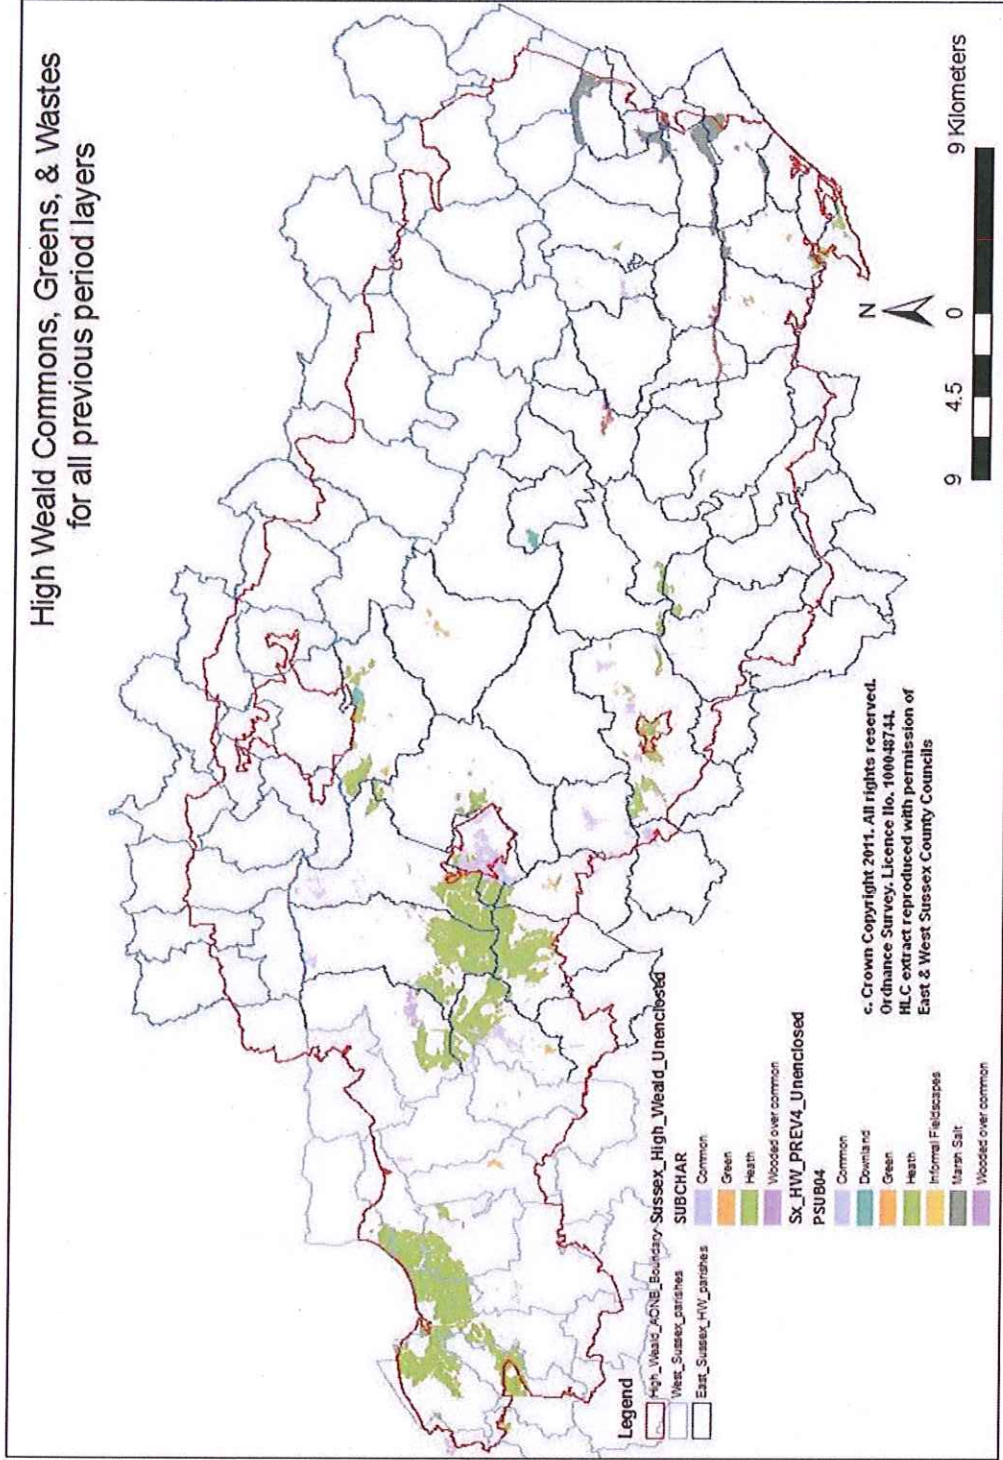 High Weald Commons, Greens, & Wastes
for all previous period layers
N
9 4.5 0 9 Kilometers
Legend
High_Weald_AONB_Boundary
West_Sussex_parishes
East_Sussex_HW_parishes
Sussex_High_Weald_Unenclosed
SUBCHAR
Common
Green
Heath
Wooded over common
Sx_HW_PREV4_Unenclosed
PSUB04
Common
Downland
Green
Heath
Informal Fieldscapes
Marsh Salt
Wooded over common
c. Crown Copyright 2011. All rights reserved.
Ordnance Survey. Licence No. 100048744.
HLC extract reproduced with permission of
East & West Sussex County Councils